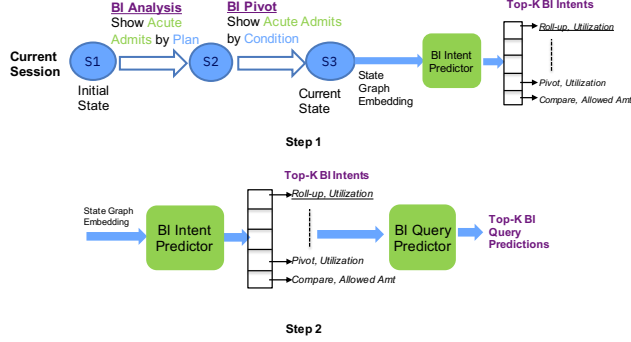 BI Analysis
Show Acute
Admits by Plan
BI Pivot
Show Acute Admits
by Condition
Top-K BI Intents
Current
Session
S1
S2
S3
Initial
State
Current
State
State
Graph
Embedding
BI Intent
Predictor
Roll-up, Utilization
Pivot, Utilization
Compare, Allowed Amt
Step 1
Top-K BI Intents
State Graph
Embedding
BI Intent
Predictor
Roll-up, Utilization
Pivot, Utilization
Compare, Allowed Amt
BI Query
Predictor
Top-K BI
Query
Predictions
Step 2